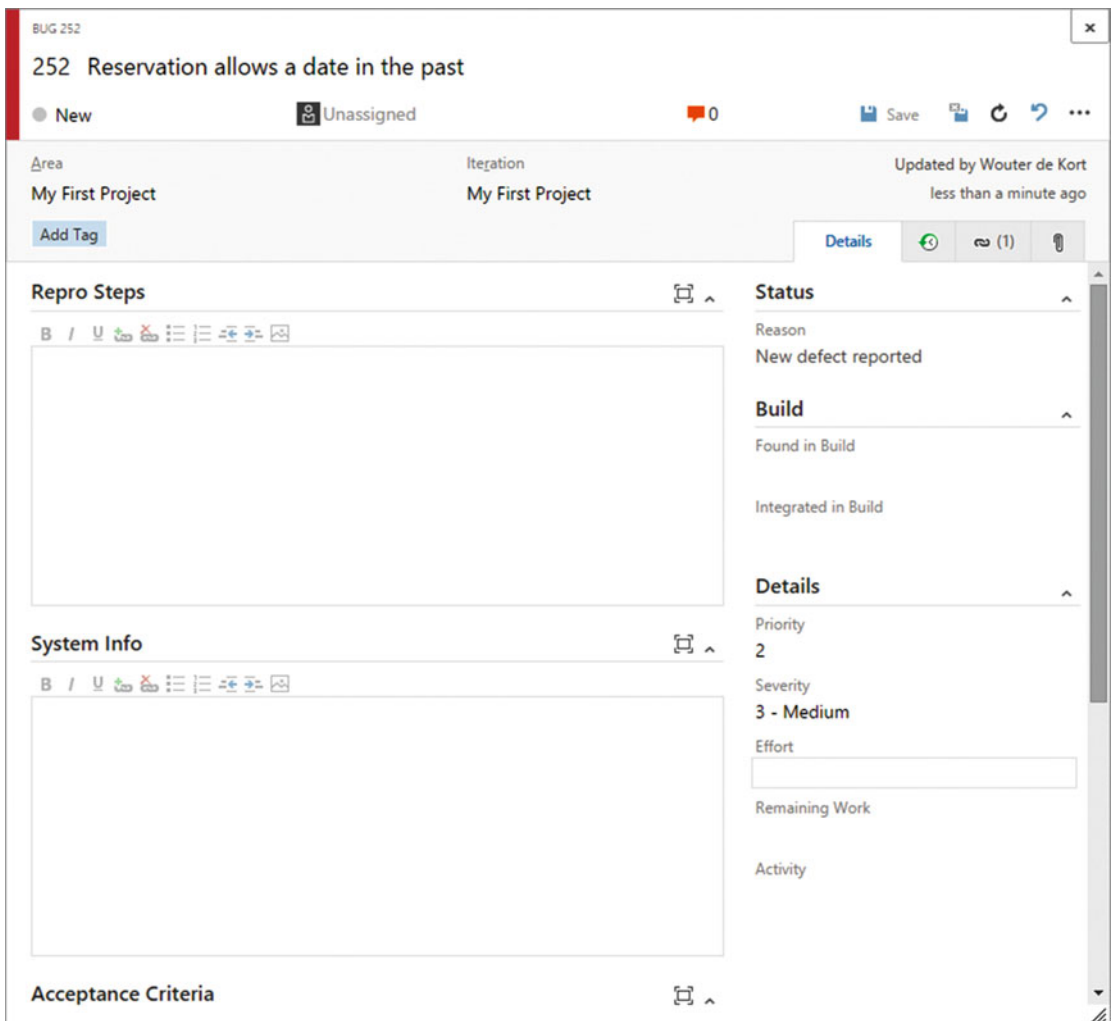 BUG 252
252 Reservation allows a date in the past
New
Unassigned
0
Save
Area
Iteration
Updated by Wouter de Kort
My First Project
My First Project
less than a minute ago
Add Tag
Details
(1)
Repro Steps
B I U
System Info
B I U
Acceptance Criteria
Status
Reason
New defect reported
Build
Found in Build
Integrated in Build
Details
Priority
2
Severity
3 - Medium
Effort
Remaining Work
Activity